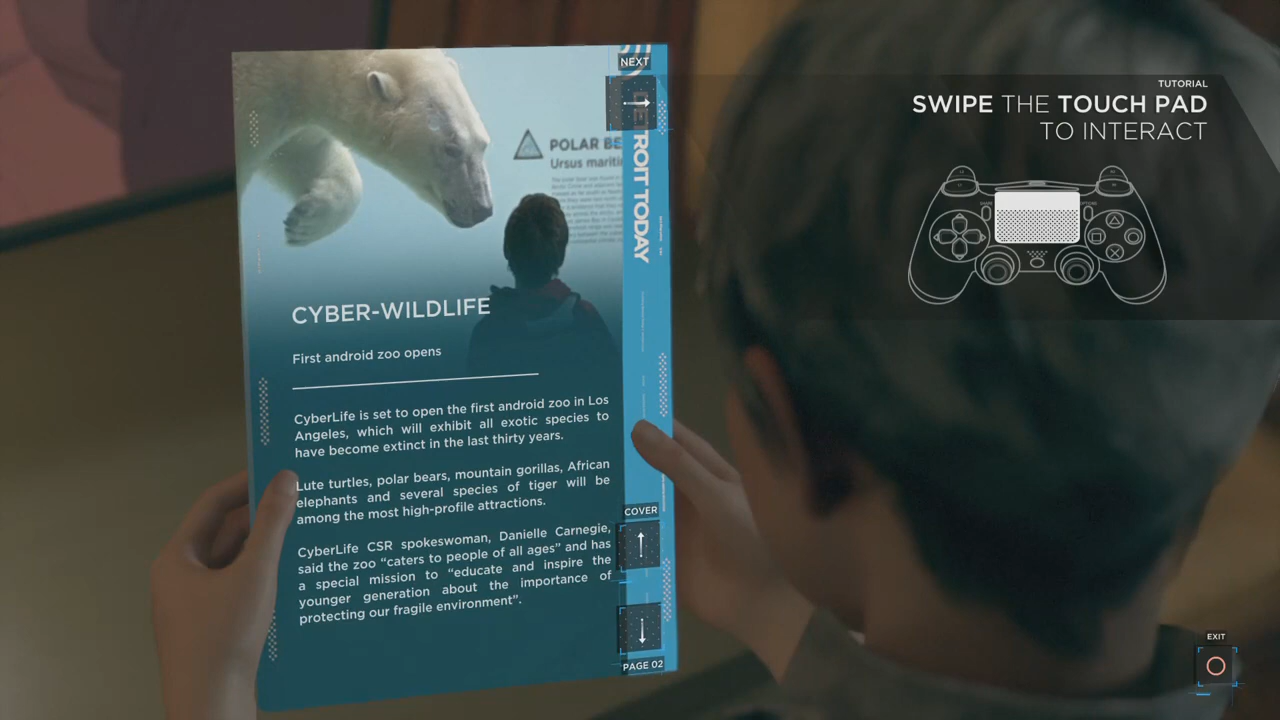 NEXT
POLAR BE
Ursus mariti
DETROIT TODAY
CYBER-WILDLIFE
First android zoo opens
CyberLife is set to open the first android zoo in Los
Angeles, which will exhibit all exotic species to
have become extinct in the last thirty years.
Lute turtles, polar bears, mountain gorillas, African
elephants and several species of tiger will be
among the most high-profile attractions.
CyberLife CSR spokeswoman, Danielle Carnegie,
said the zoo “caters to people of all ages” and has
a special mission to “educate and inspire the
younger generation about the importance of
protecting our fragile environment”.
COVER
PAGE 02
TUTORIAL
SWIPE THE TOUCH PAD
TO INTERACT
EXIT